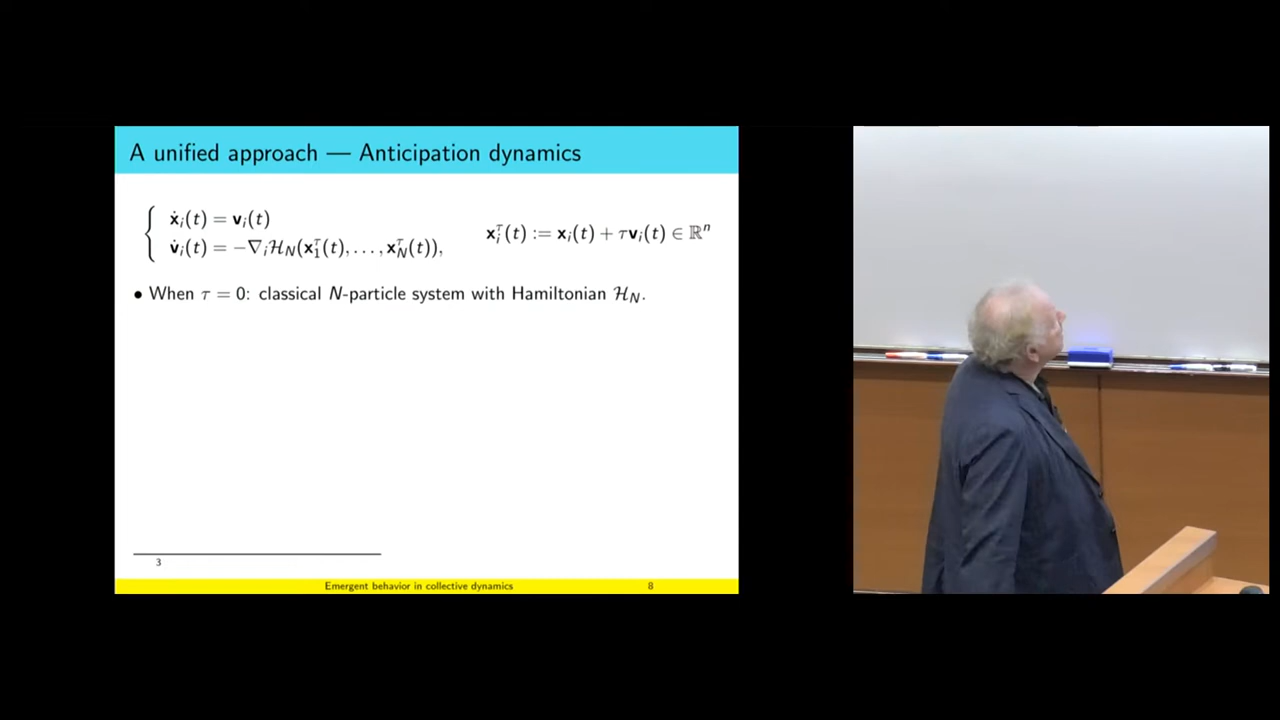 A unified approach — Anticipation dynamics
ẋᵢ(t) = vᵢ(t)
v̇ᵢ(t) = −∇ᵢℋ_N(x₁^τ(t), …, x_N^τ(t)),
xᵢ^τ(t) := xᵢ(t) + τvᵢ(t) ∈ ℝⁿ
• When τ = 0: classical N-particle system with Hamiltonian ℋ_N.
3
Emergent behavior in collective dynamics 8